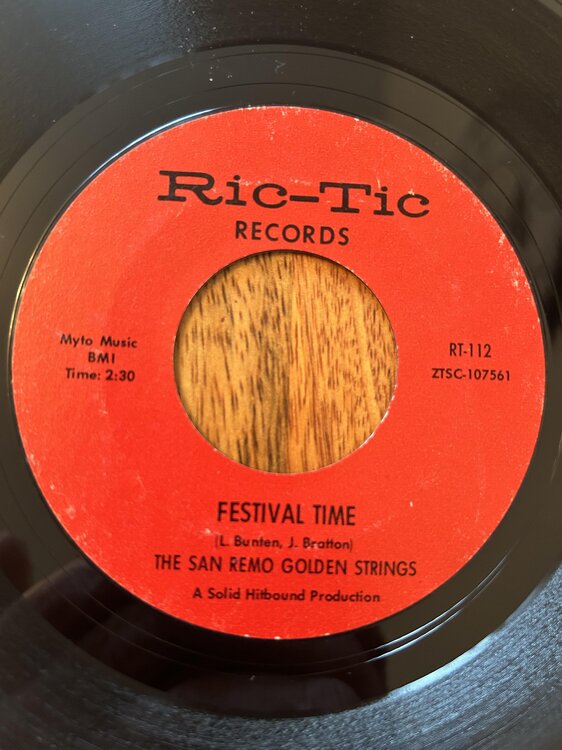 Ric-Tic
RECORDS
Myto Music
BMI
Time: 2:30
RT-112
ZTSC-107561
FESTIVAL TIME
(L. Bunten, J. Bratton)
THE SAN REMO GOLDEN STRINGS
A Solid Hitbound Production